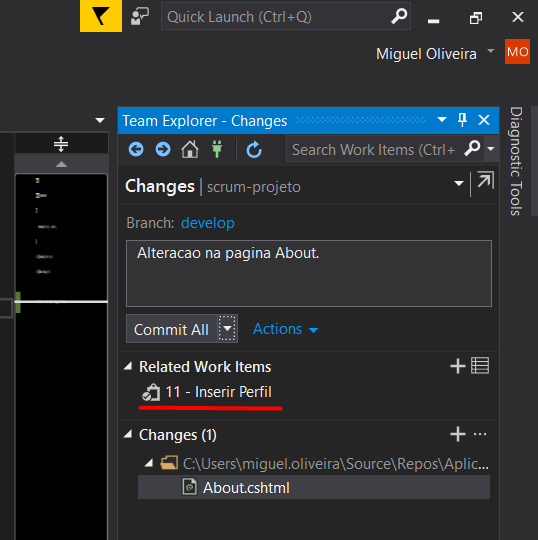 Quick Launch (Ctrl+Q)
Miguel Oliveira
MO
Team Explorer - Changes
Search Work Items (Ctrl+
Changes | scrum-projeto
Branch: develop
Alteracao na pagina About.
Commit All
Actions
Related Work Items
11 - Inserir Perfil
Changes (1)
C:\Users\miguel.oliveira\Source\Repos\Aplic...
About.cshtml
Diagnostic Tools